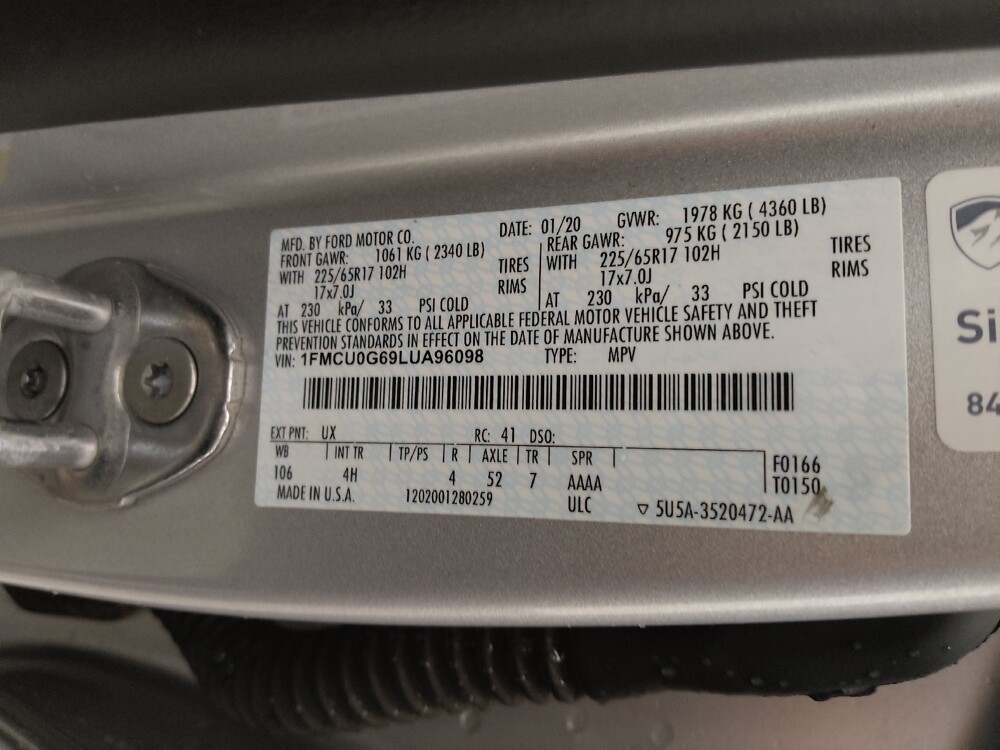 MFD. BY FORD MOTOR CO. DATE: 01/20 GVWR: 1978 KG ( 4360 LB)
FRONT GAWR: 1061 KG ( 2340 LB) REAR GAWR: 975 KG ( 2150 LB)
WITH 225/65R17 102H TIRES WITH 225/65R17 102H TIRES
17x7.0J RIMS 17x7.0J RIMS
AT 230 kPa/ 33 PSI COLD AT 230 kPa/ 33 PSI COLD
THIS VEHICLE CONFORMS TO ALL APPLICABLE FEDERAL MOTOR VEHICLE SAFETY AND THEFT
PREVENTION STANDARDS IN EFFECT ON THE DATE OF MANUFACTURE SHOWN ABOVE.
VIN: 1FMCU0G69LUA96098 TYPE: MPV
EXT PNT: UX RC: 41 DSO:
WB INT TR TP/PS R AXLE TR SPR F0166
106 4H 4 52 7 AAAA T0150
MADE IN U.S.A. 1202001280259 ULC ▽ 5U5A-3520472-AA
Si
84